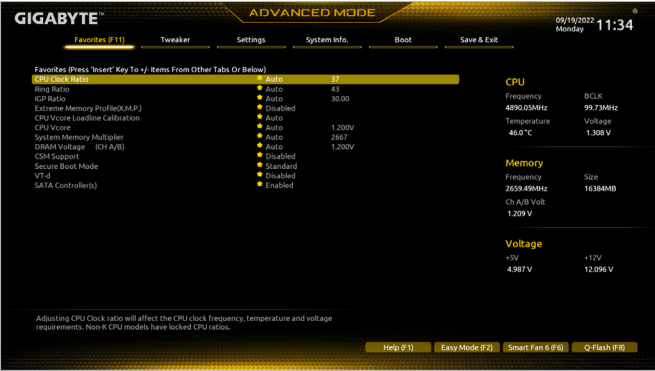 GIGABYTE™
ADVANCED MODE
09/19/2022
Monday
11:34
Favorites (F11) Tweaker Settings System Info. Boot Save & Exit
Favorites (Press 'Insert' Key To +/- Items From Other Tabs Or Below)
CPU Clock Ratio Auto 37
Ring Ratio Auto 43
IGP Ratio Auto 30.00
Extreme Memory Profile(X.M.P.) Disabled
CPU Vcore Loadline Calibration Auto
CPU Vcore Auto 1.200V
System Memory Multiplier Auto 2667
DRAM Voltage (CH A/B) Auto 1.200V
CSM Support Disabled
Secure Boot Mode Standard
VT-d Disabled
SATA Controller(s) Enabled
CPU
Frequency BCLK
4890.05MHz 99.73MHz
Temperature Voltage
46.0 °C 1.308 V
Memory
Frequency Size
2659.49MHz 16384MB
Ch A/B Volt
1.209 V
Voltage
+5V +12V
4.987 V 12.096 V
Adjusting CPU Clock ratio will affect the CPU clock frequency, temperature and voltage
requirements. Non-K CPU models have locked CPU ratios.
Help (F1) Easy Mode (F2) Smart Fan 6 (F6) Q-Flash (F8)